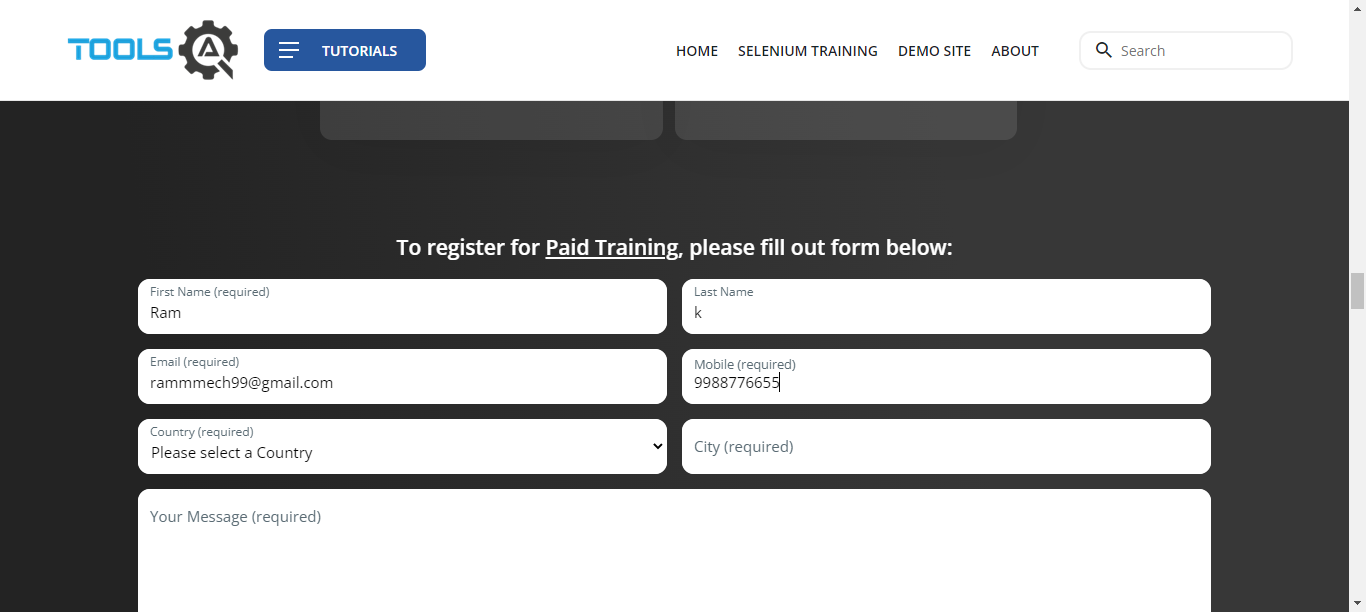 TOOLS QA
TUTORIALS
HOME SELENIUM TRAINING DEMO SITE ABOUT
Search
To register for Paid Training, please fill out form below:
First Name (required)
Ram
Last Name
k
Email (required)
rammmech99@gmail.com
Mobile (required)
9988776655
Country (required)
Please select a Country
City (required)
Your Message (required)